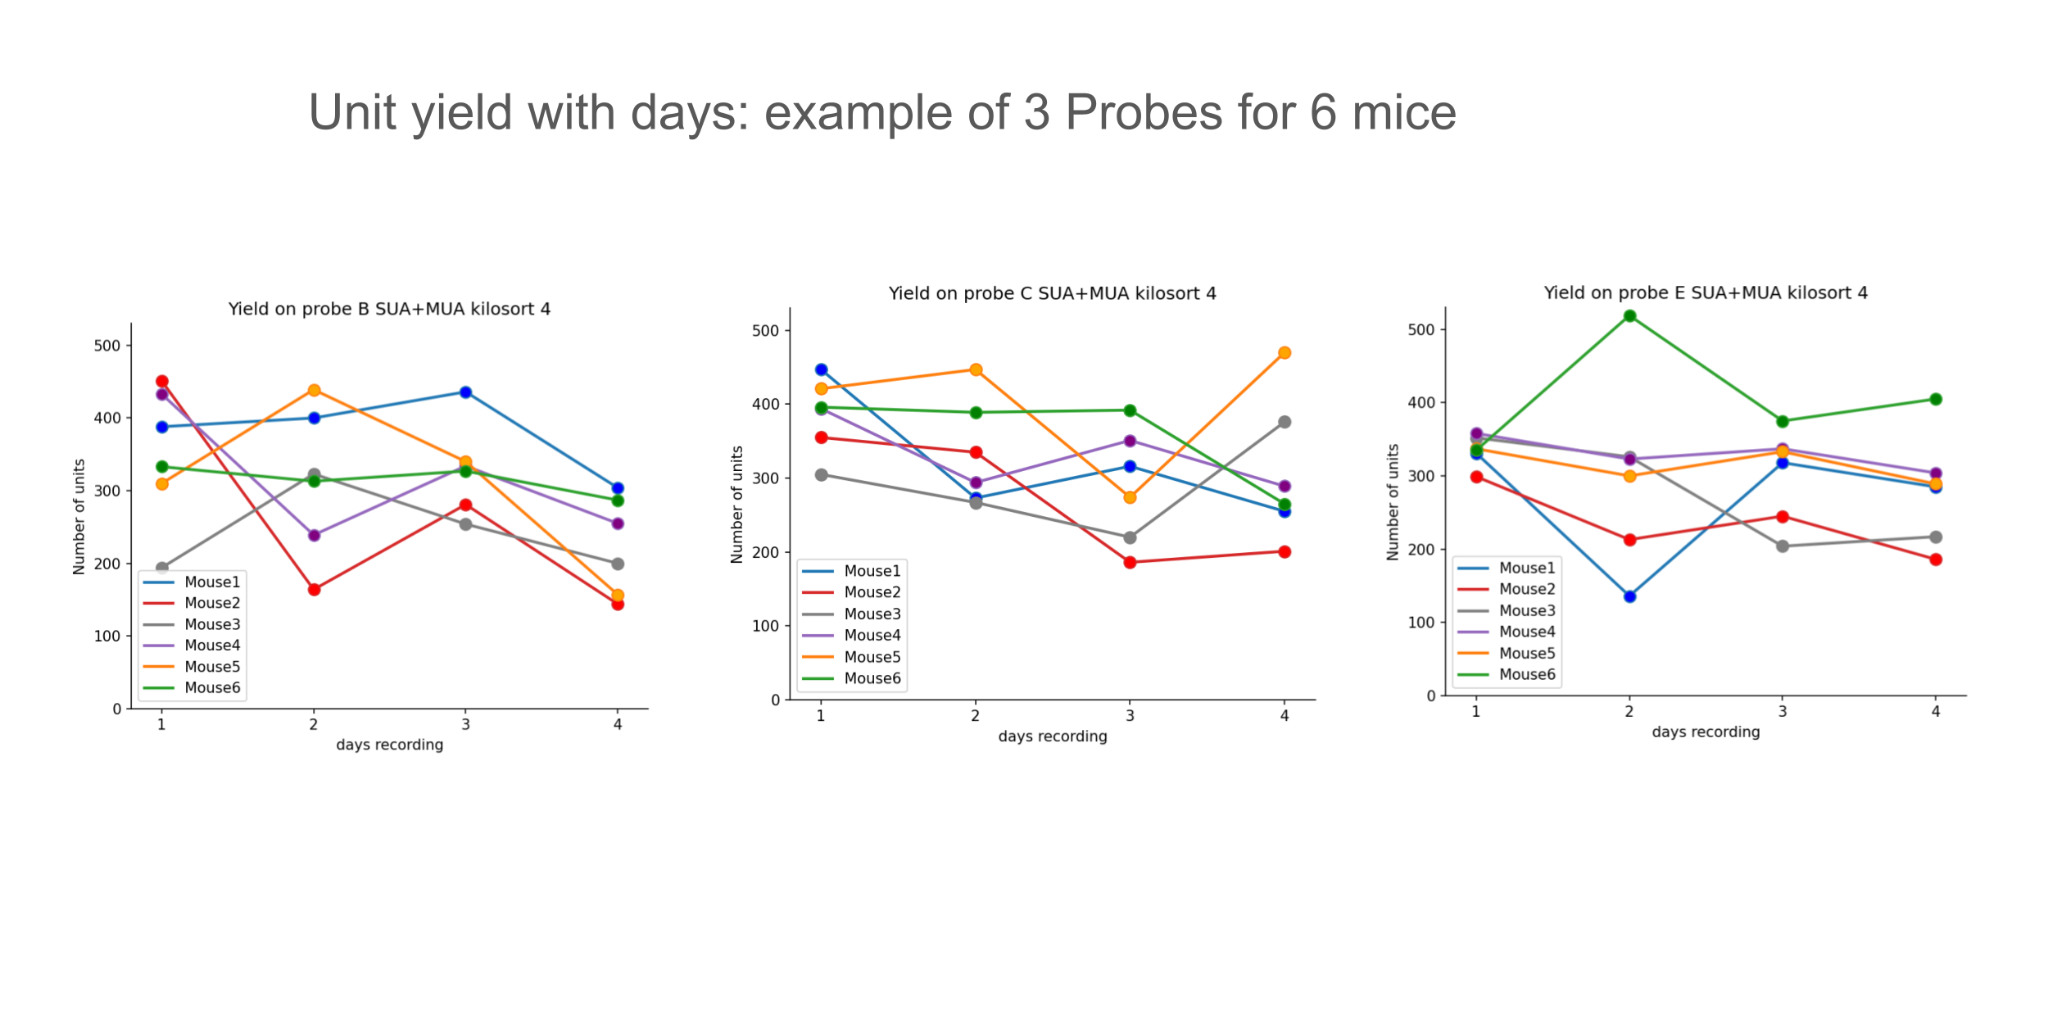 Unit yield with days: example of 3 Probes for 6 mice
Yield on probe B SUA+MUA kilosort 4
Number of units
500
400
300
200
100
0
Mouse1
Mouse2
Mouse3
Mouse4
Mouse5
Mouse6
1 2 3 4
days recording
Yield on probe C SUA+MUA kilosort 4
Number of units
500
400
300
200
100
0
Mouse1
Mouse2
Mouse3
Mouse4
Mouse5
Mouse6
1 2 3 4
days recording
Yield on probe E SUA+MUA kilosort 4
Number of units
500
400
300
200
100
0
Mouse1
Mouse2
Mouse3
Mouse4
Mouse5
Mouse6
1 2 3 4
days recording